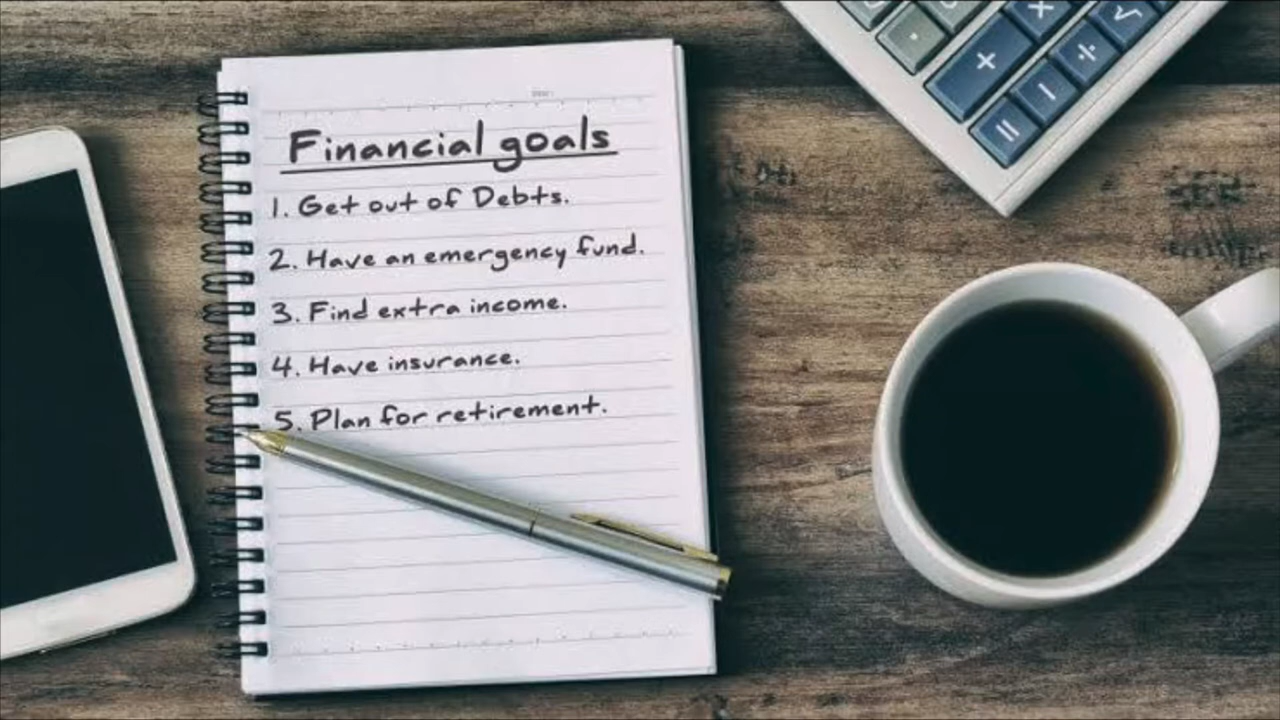 Financial goals
1. Get out of Debts.
2. Have an emergency fund.
3. Find extra income.
4. Have insurance.
5. Plan for retirement.
+
×
-
÷
=
√